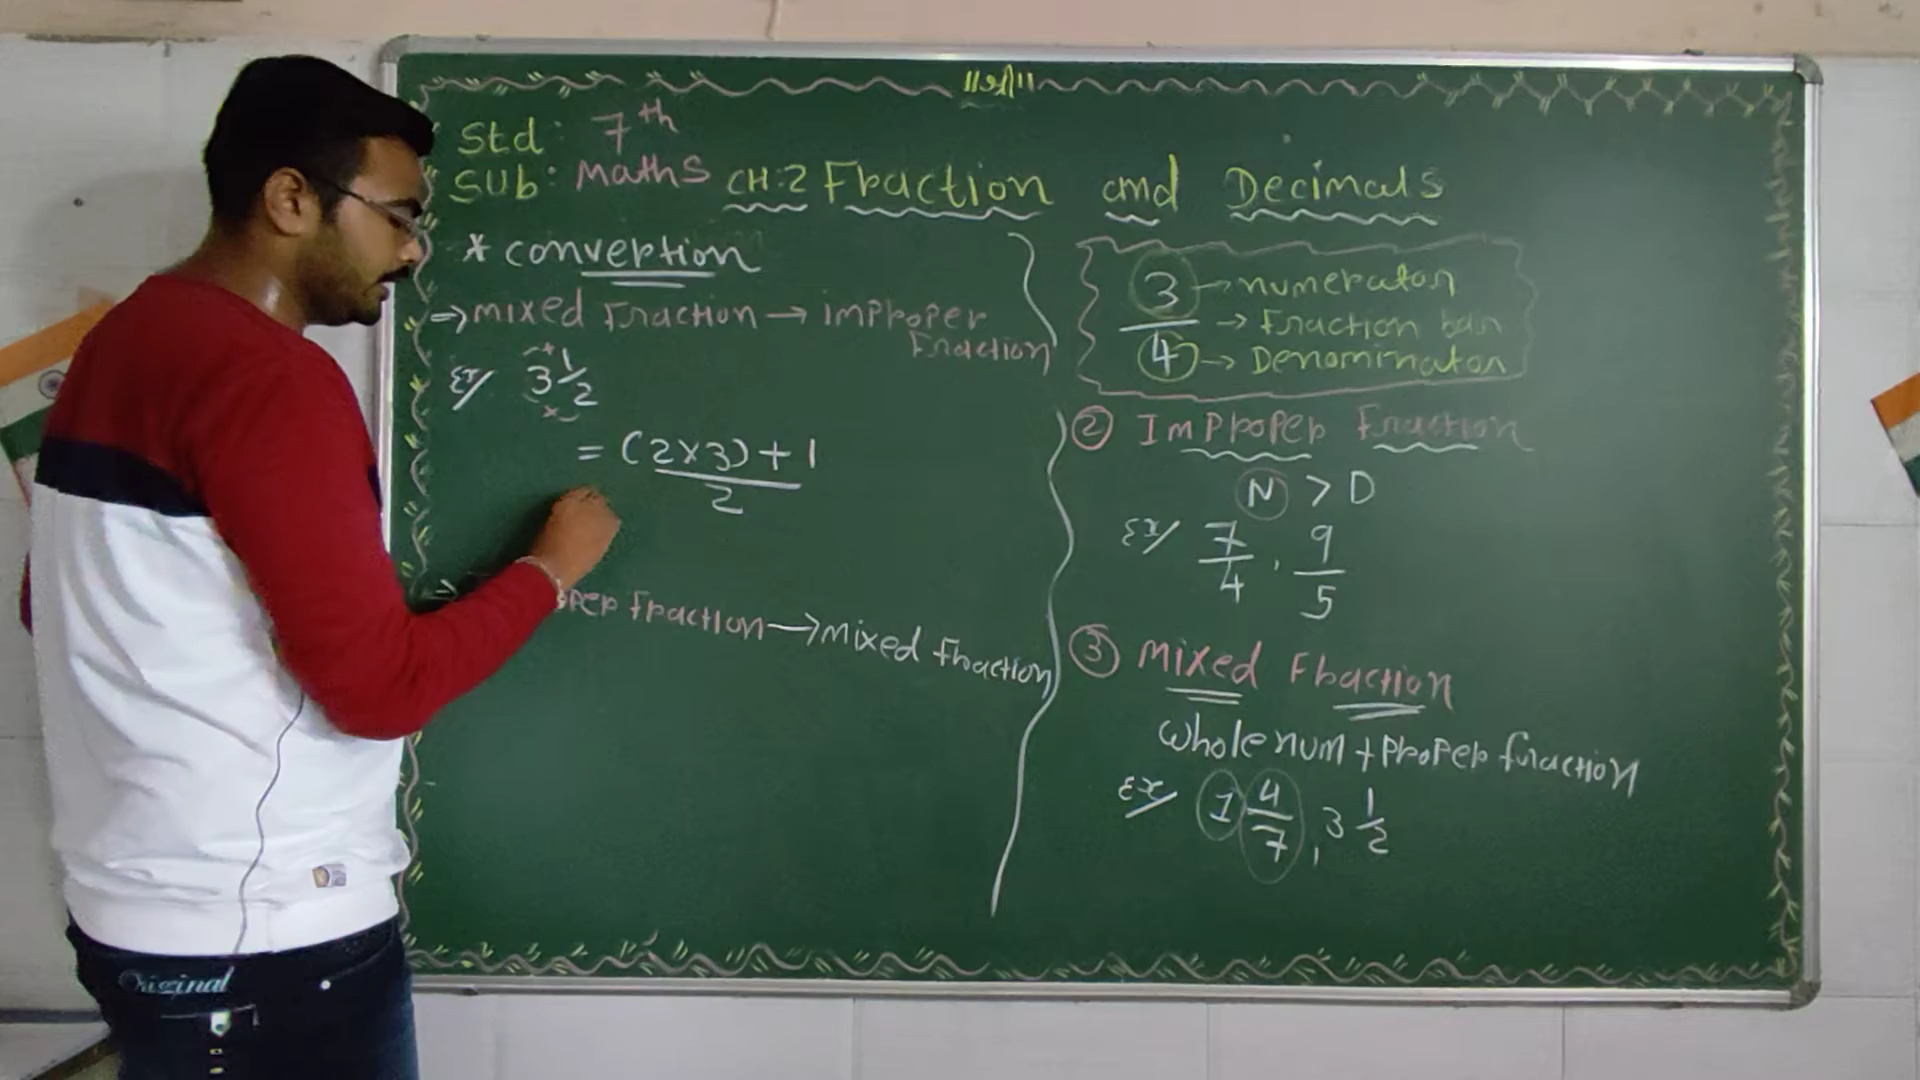 ॥श्री॥
Std: 7th
Sub: Maths CH:2 Fraction and Decimals
* Convertion
⇒ mixed Fraction → improper
Fraction
Ex/ 3 1/2
= (2×3)+1
2
per fraction → mixed fraction
3 → numerator
→ Fraction bar
4 → Denominator
② Improper Fraction
N > D
Ex/ 7/4, 9/5
③ Mixed Fraction
Whole num + Proper fraction
Ex/ 1 4/7, 3 1/2
Original